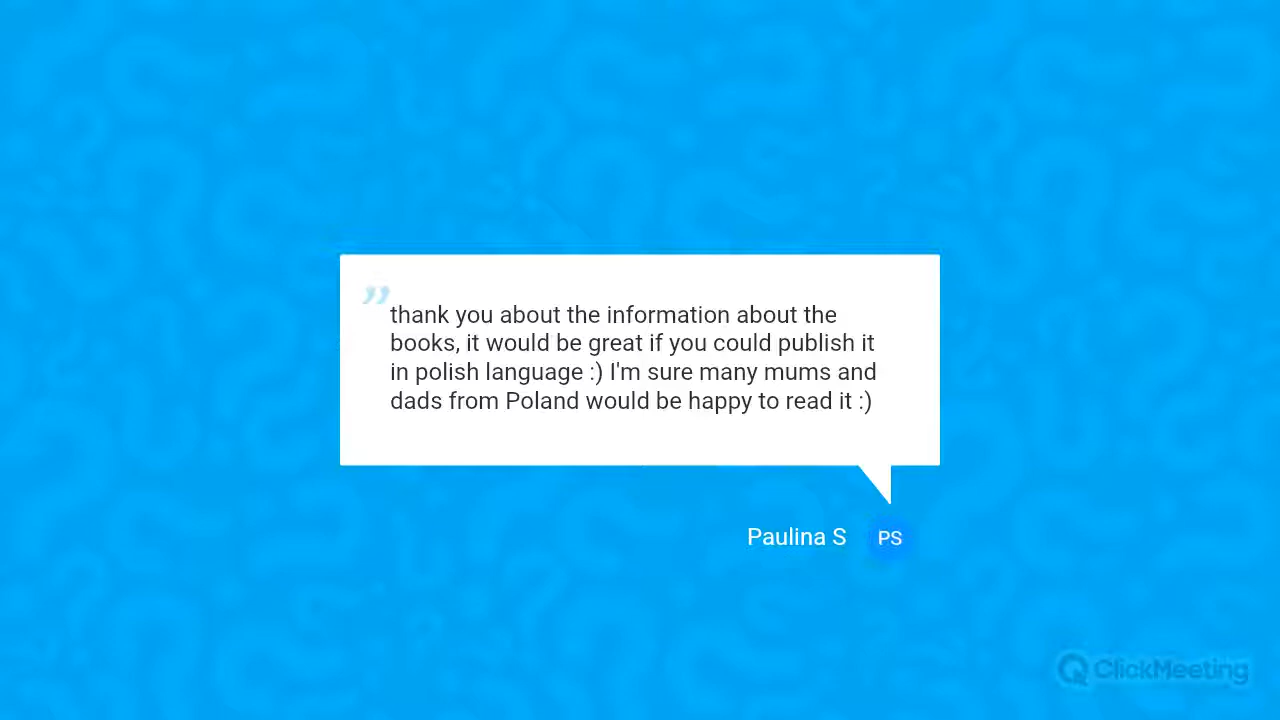 thank you about the information about the
books, it would be great if you could publish it
in polish language :) I'm sure many mums and
dads from Poland would be happy to read it :)
Paulina S PS
ClickMeeting